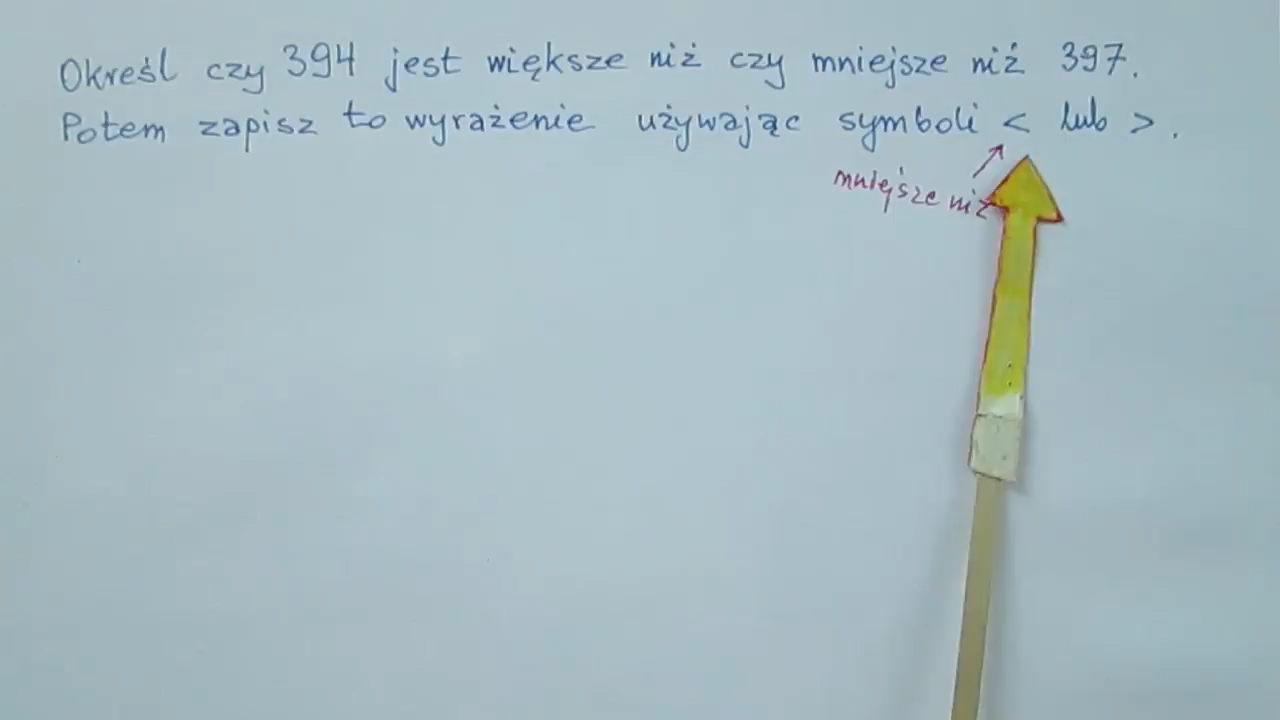 Określ czy 394 jest większe niż czy mniejsze niż 397.
Potem zapisz to wyrażenie używając symboli < lub >.
mniejsze niż